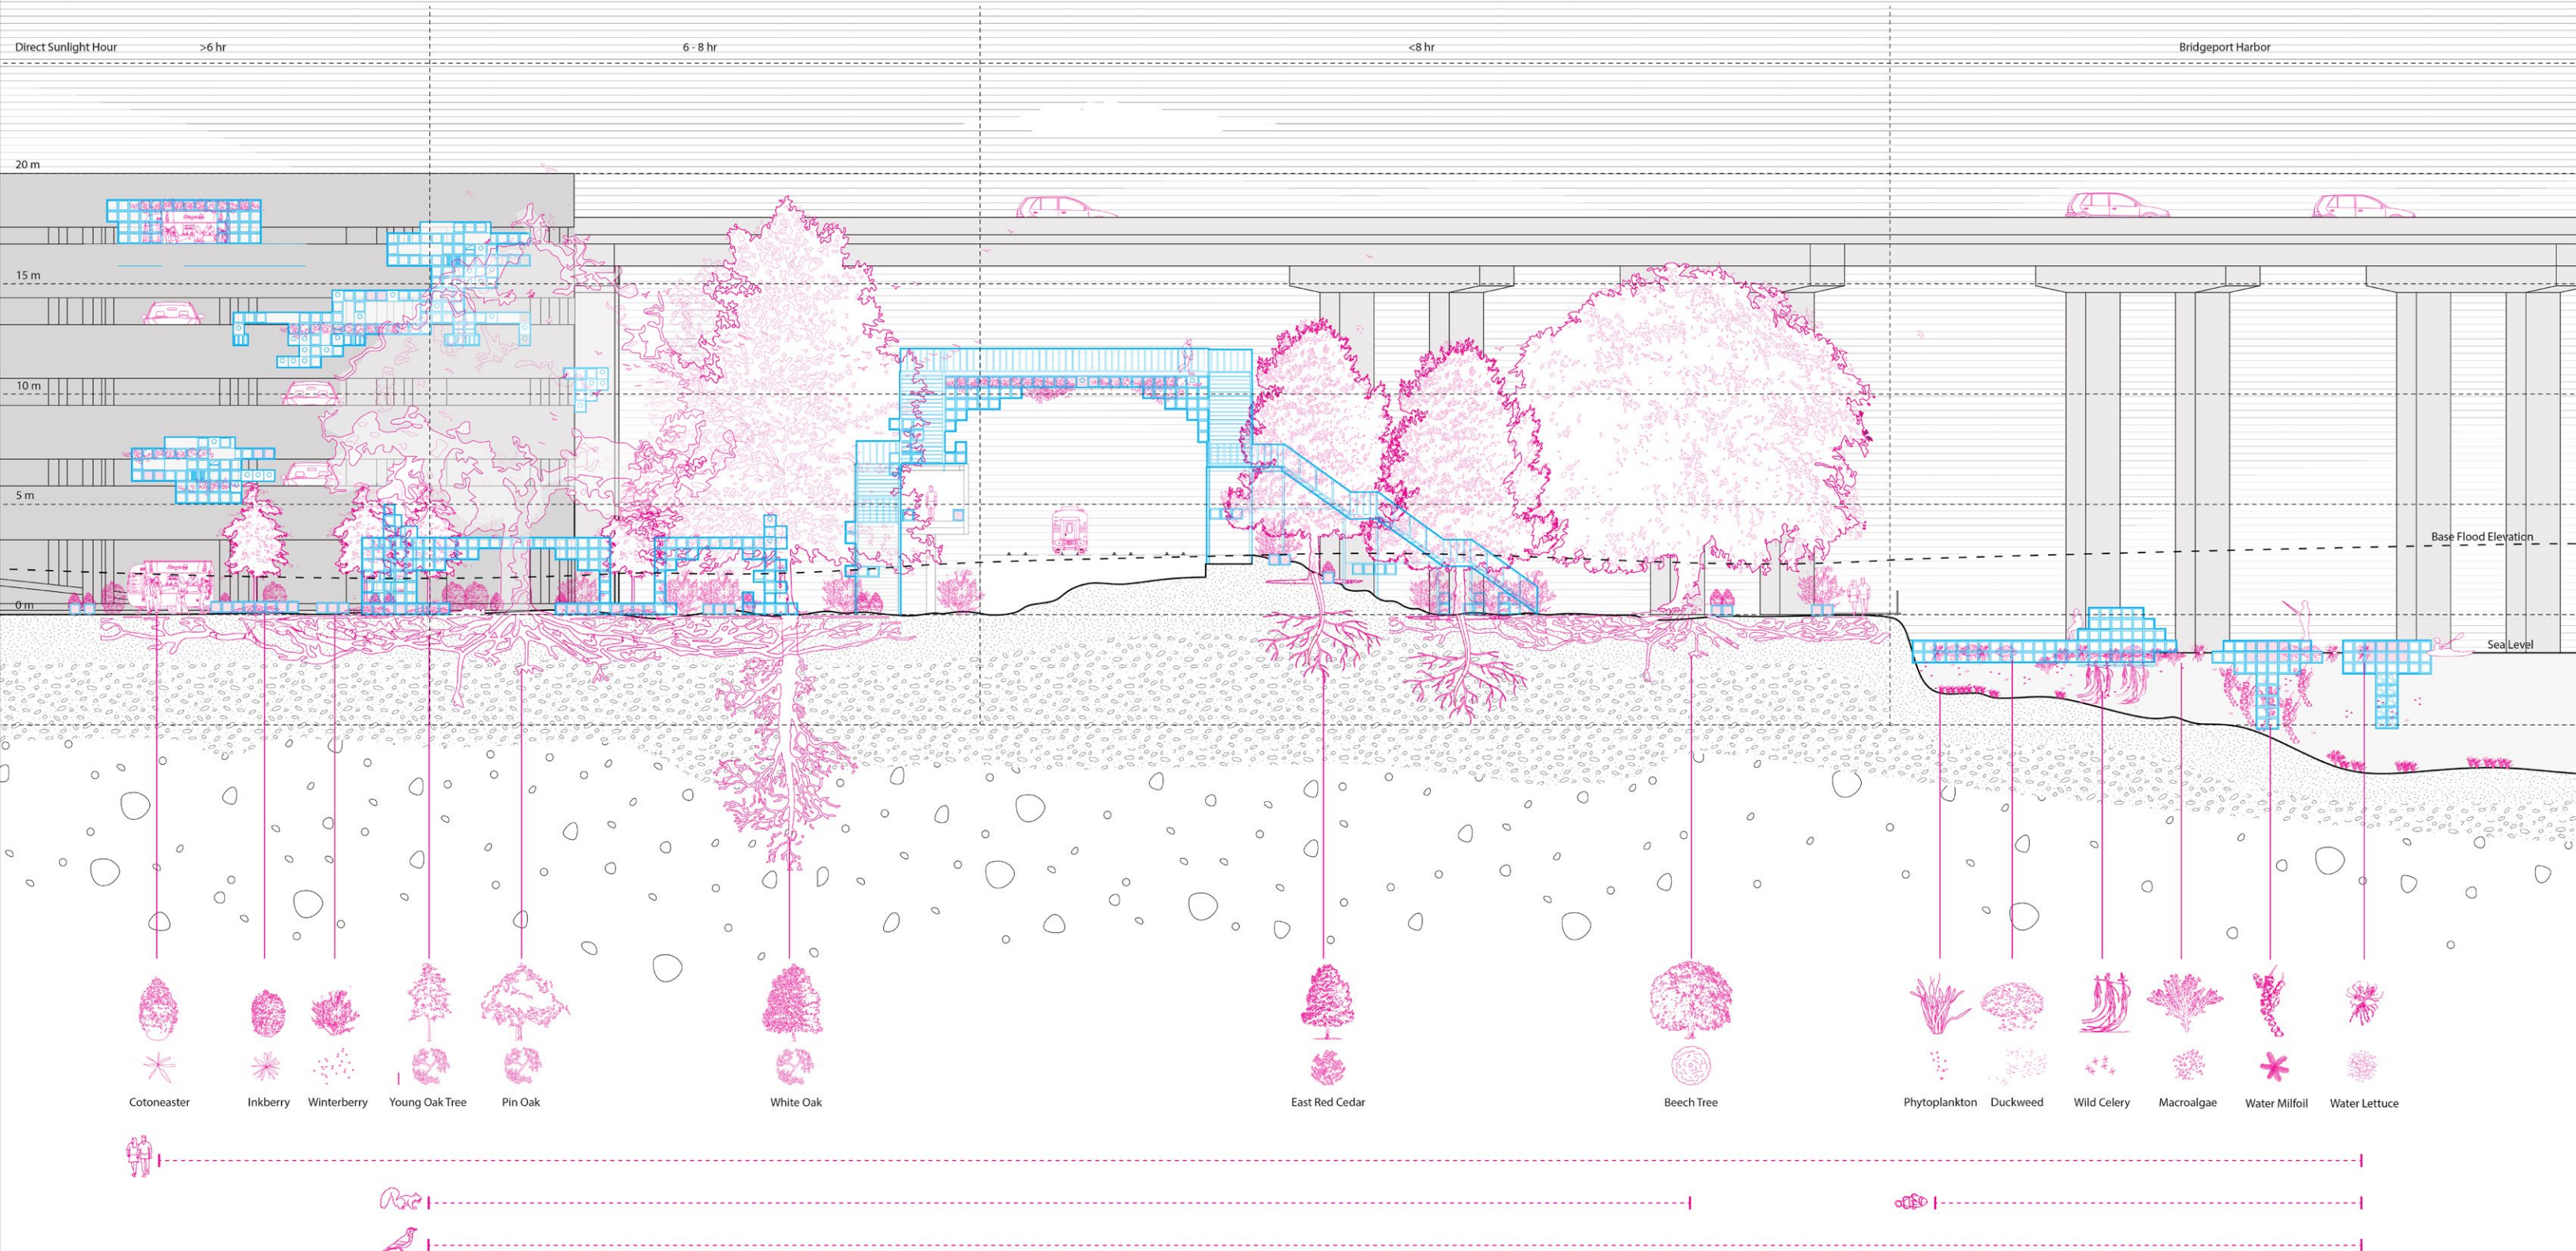 Direct Sunlight Hour
>6 hr
6 - 8 hr
<8 hr
Bridgeport Harbor
20 m
15 m
10 m
5 m
0 m
Base Flood Elevation
Sea Level
Cotoneaster
Inkberry
Winterberry
Young Oak Tree
Pin Oak
White Oak
East Red Cedar
Beech Tree
Phytoplankton
Duckweed
Wild Celery
Macroalgae
Water Milfoil
Water Lettuce